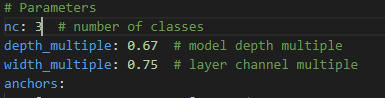 # Parameters
nc: 3  # number of classes
depth_multiple: 0.67  # model depth multiple
width_multiple: 0.75  # layer channel multiple
anchors: